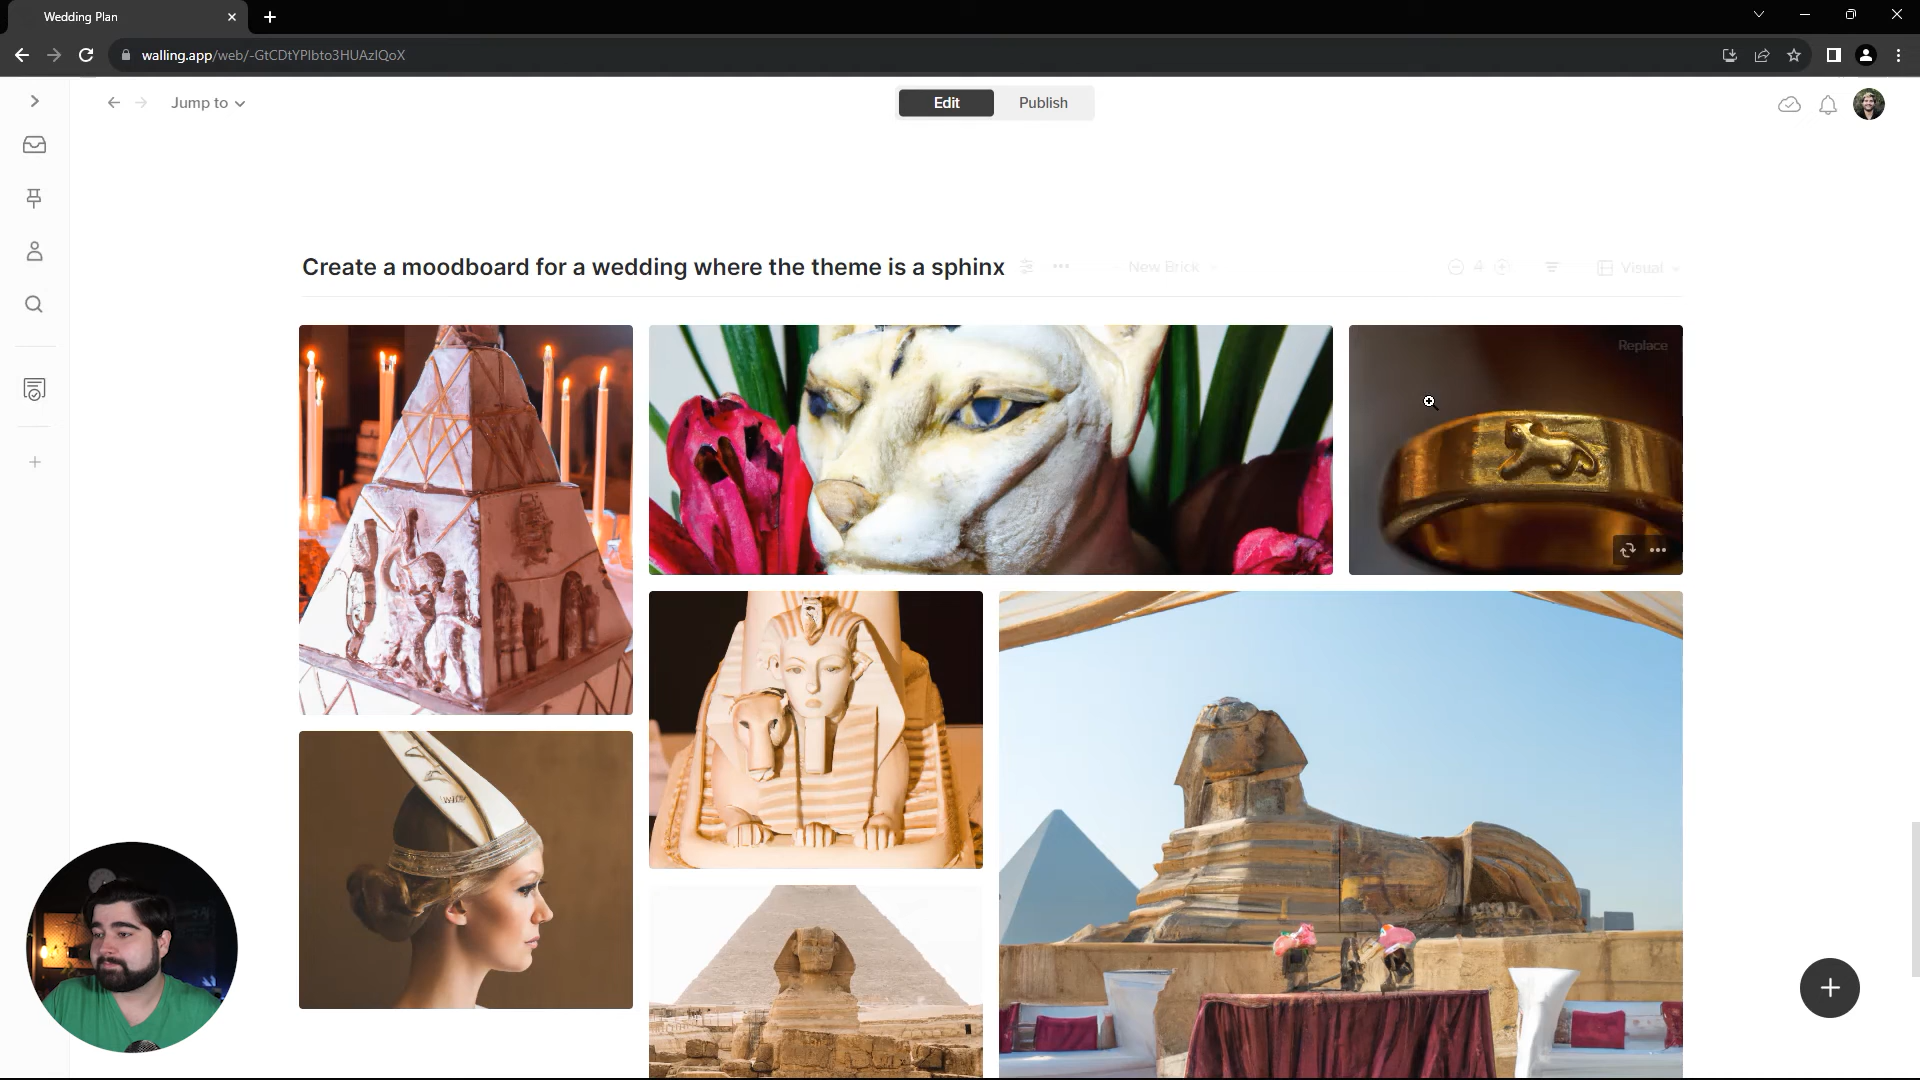 Wedding Plan
walling.app/web/-GtCDtYPlbto3HUAzlQoX
Jump to
Edit
Publish
Create a moodboard for a wedding where the theme is a sphinx
New Brick
4
Visual
Replace